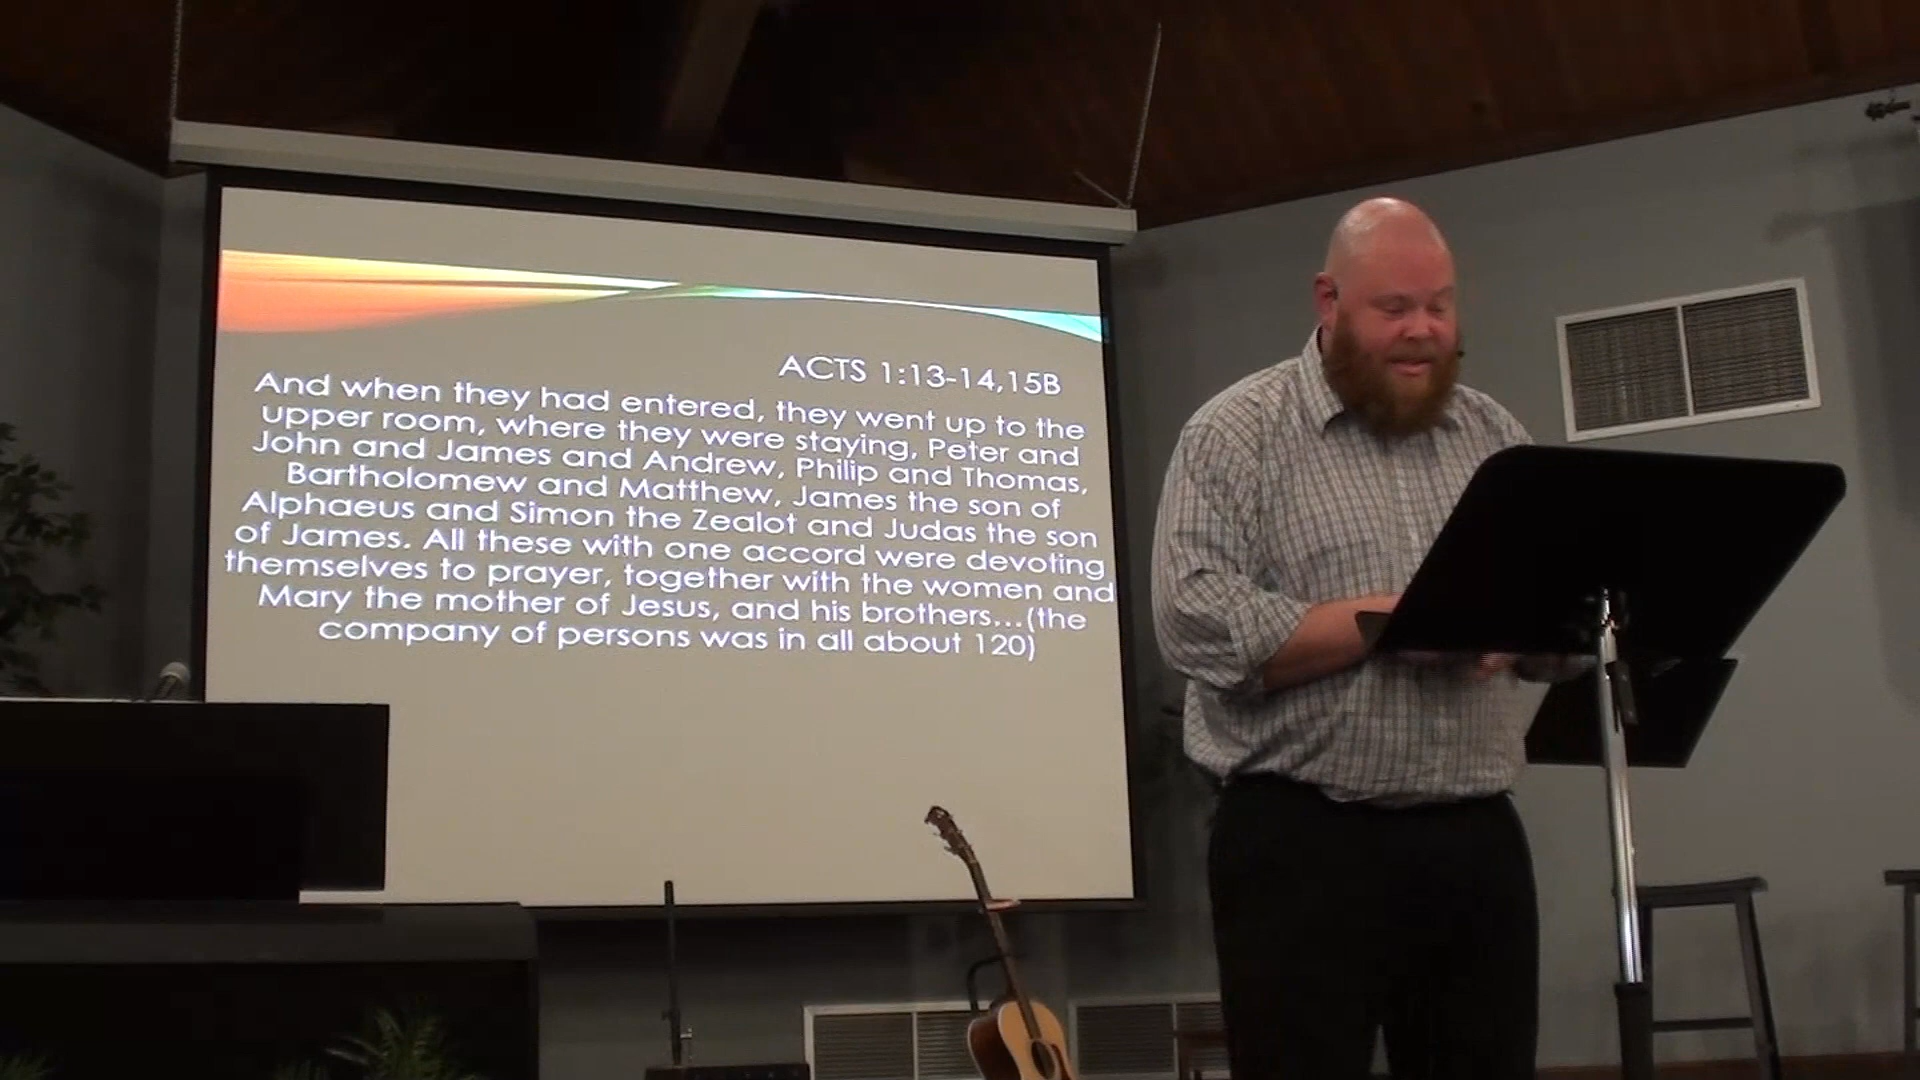 ACTS 1:13-14,15B
And when they had entered, they went up to the
upper room, where they were staying, Peter and
John and James and Andrew, Philip and Thomas,
Bartholomew and Matthew, James the son of
Alphaeus and Simon the Zealot and Judas the son
of James. All these with one accord were devoting
themselves to prayer, together with the women and
Mary the mother of Jesus, and his brothers...(the
company of persons was in all about 120)